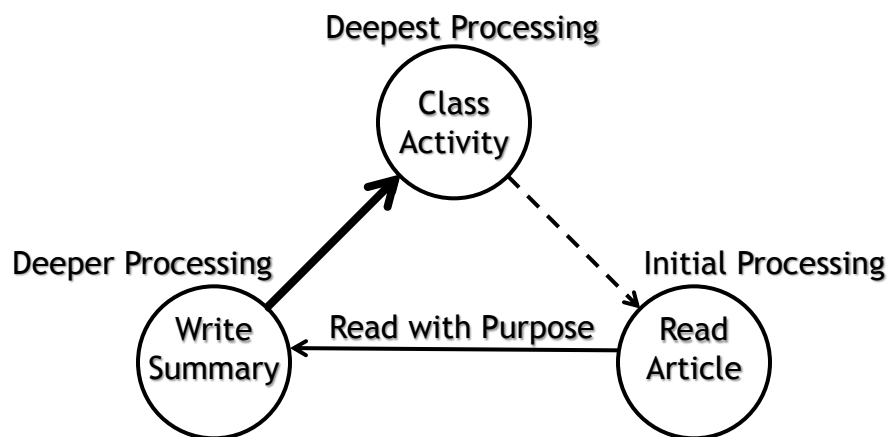 Deepest Processing
Class
Activity
Deeper Processing
Initial Processing
Write
Summary
Read with Purpose
Read
Article